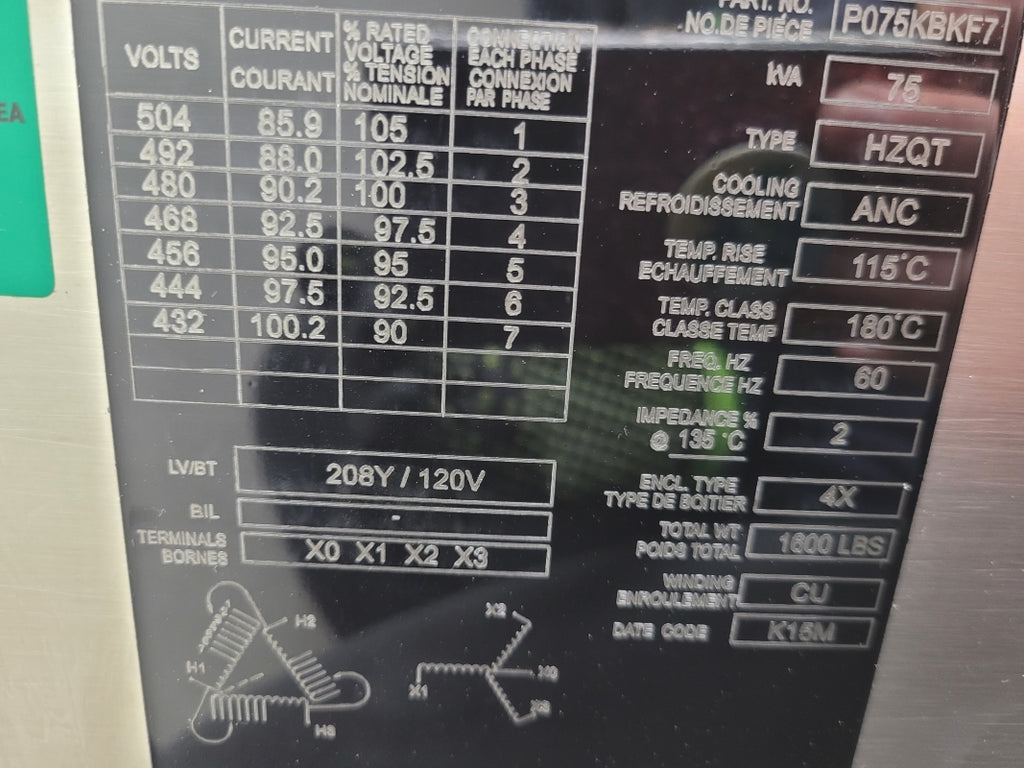 EA
VOLTS
CURRENT
COURANT
% RATED
VOLTAGE
% TENSION
NOMINALE
CONNECTION
EACH PHASE
CONNEXION
PAR PHASE
504 85.9 105 1
492 88.0 102.5 2
480 90.2 100 3
468 92.5 97.5 4
456 95.0 95 5
444 97.5 92.5 6
432 100.2 90 7
LV/BT 208Y / 120V
BIL -
TERMINALS
BORNES
X0 X1 X2 X3
H1 H2 H3
X1 X2 X0 X3
PART. NO.
NO.DE PIÉCE
P075KBKF7
kVA 75
TYPE HZQT
COOLING
REFROIDISSEMENT
ANC
TEMP. RISE
ECHAUFFEMENT
115°C
TEMP. CLASS
CLASSE TEMP
180°C
FREQ. HZ
FREQUENCE HZ
60
IMPEDANCE %
@ 135 °C
2
ENCL. TYPE
TYPE DE BOITIER
4X
TOTAL WT
POIDS TOTAL
1600 LBS
WINDING
ENROULEMENT
CU
DATE CODE K15M